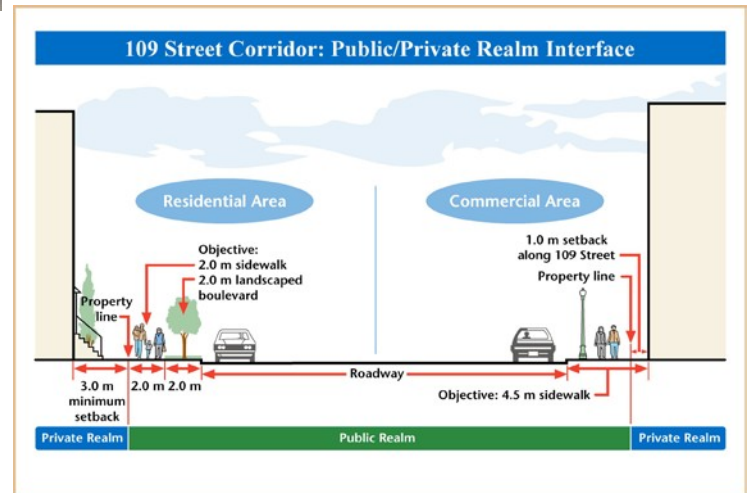 109 Street Corridor: Public/Private Realm Interface
Residential Area
Commercial Area
Objective:
2.0 m sidewalk
2.0 m landscaped
boulevard
Property
line
1.0 m setback
along 109 Street
Property line
3.0 m
minimum
setback
2.0 m
2.0 m
Roadway
Objective: 4.5 m sidewalk
Private Realm
Public Realm
Private Realm